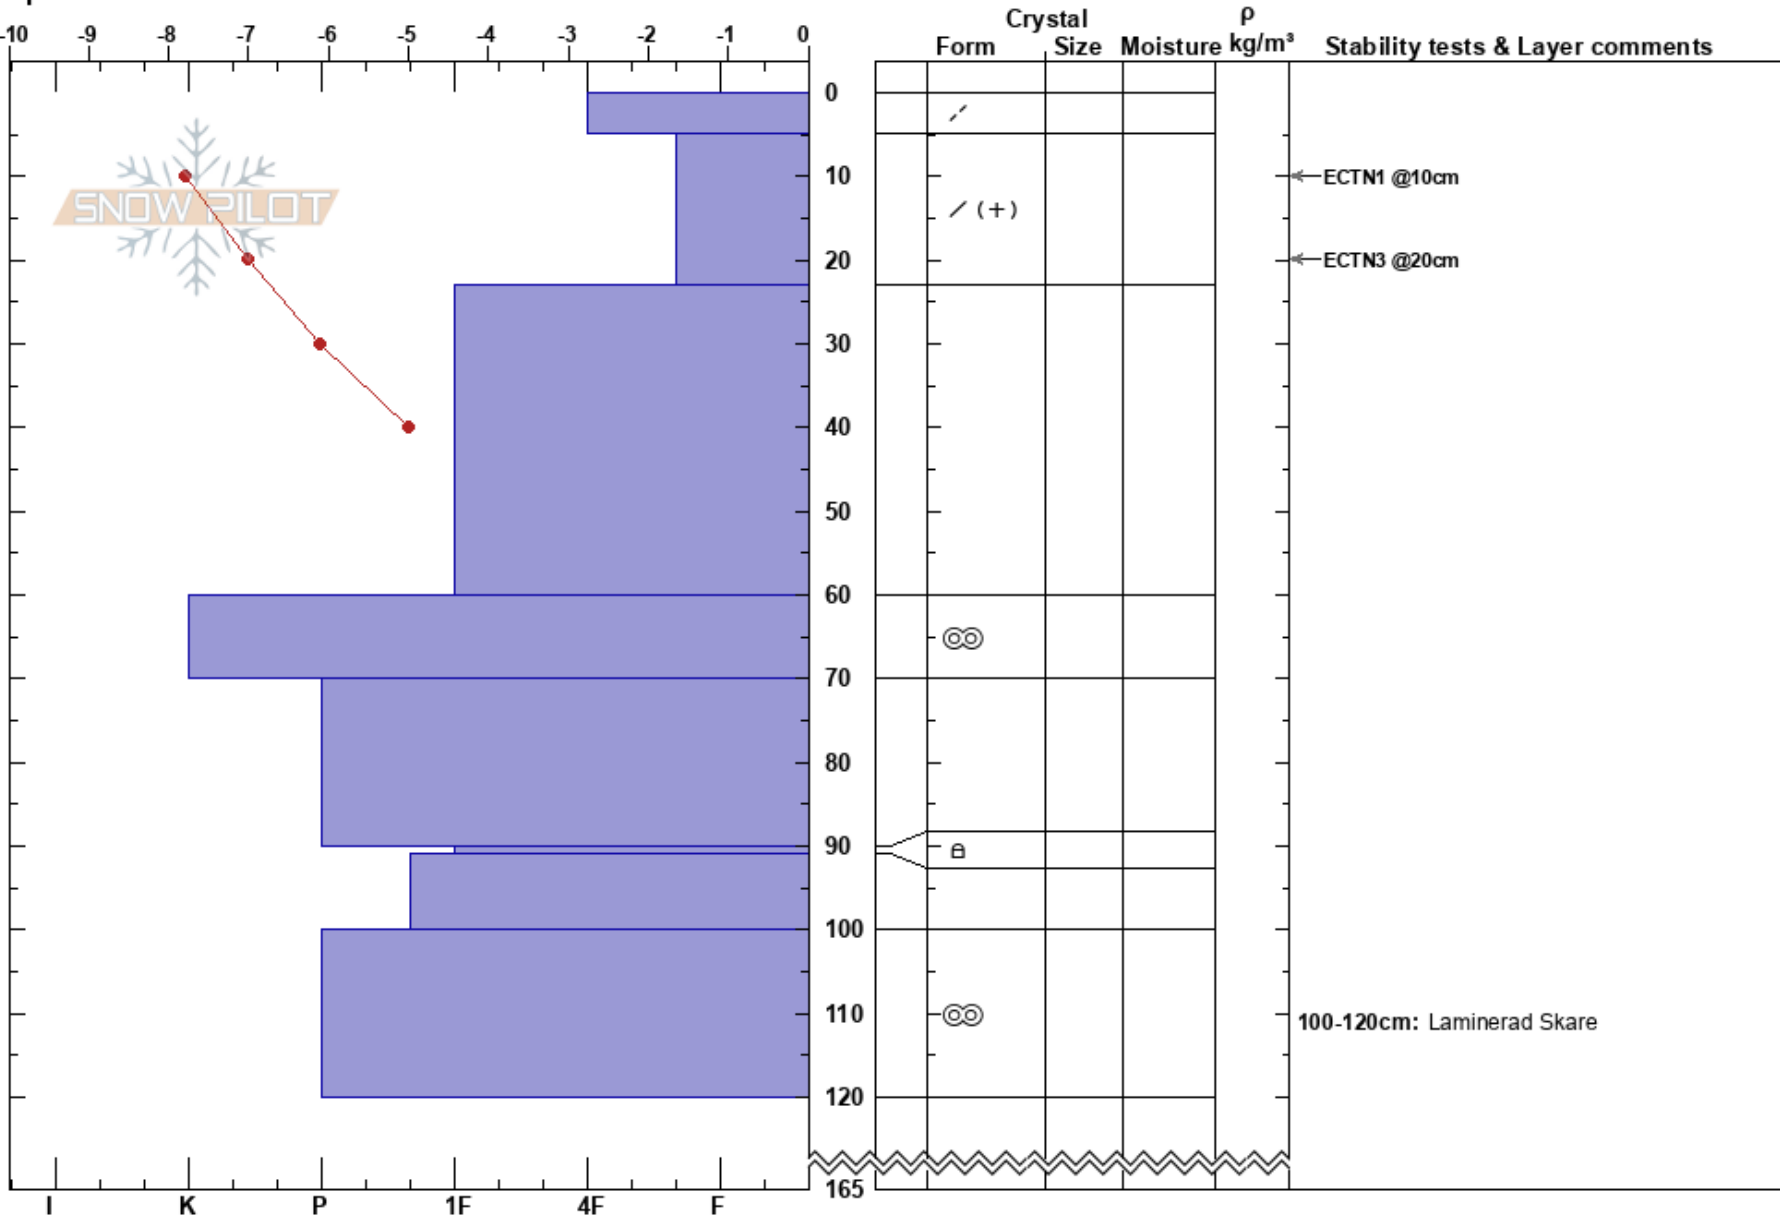 Crystal ρ
-10 -9 -8 -7 -6 -5 -4 -3 -2 -1 0 Form Size Moisture kg/m³ Stability tests & Layer comments
0
10 ECTN1 @10cm
SNOW PILOT
/ (+)
20 ECTN3 @20cm
30
40
50
60
70
80
90
100
110 100-120cm: Laminerad Skare
120
165
I K P 1F 4F F